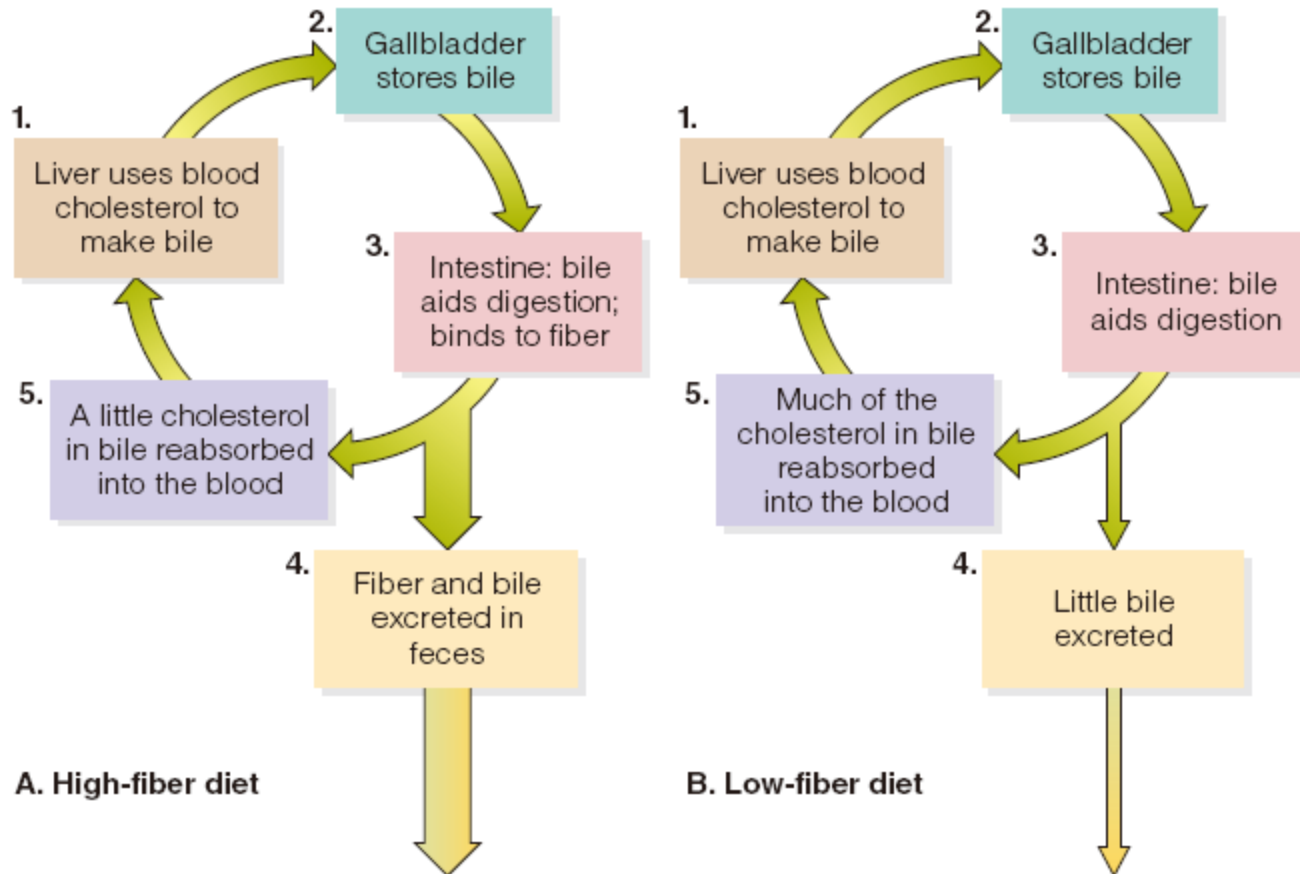 2.
Gallbladder
stores bile
1.
Liver uses blood
cholesterol to
make bile
3.
Intestine: bile
aids digestion;
binds to fiber
5.
A little cholesterol
in bile reabsorbed
into the blood
4.
Fiber and bile
excreted in
feces
A. High-fiber diet
2.
Gallbladder
stores bile
1.
Liver uses blood
cholesterol to
make bile
3.
Intestine: bile
aids digestion
5.
Much of the
cholesterol in bile
reabsorbed
into the blood
4.
Little bile
excreted
B. Low-fiber diet